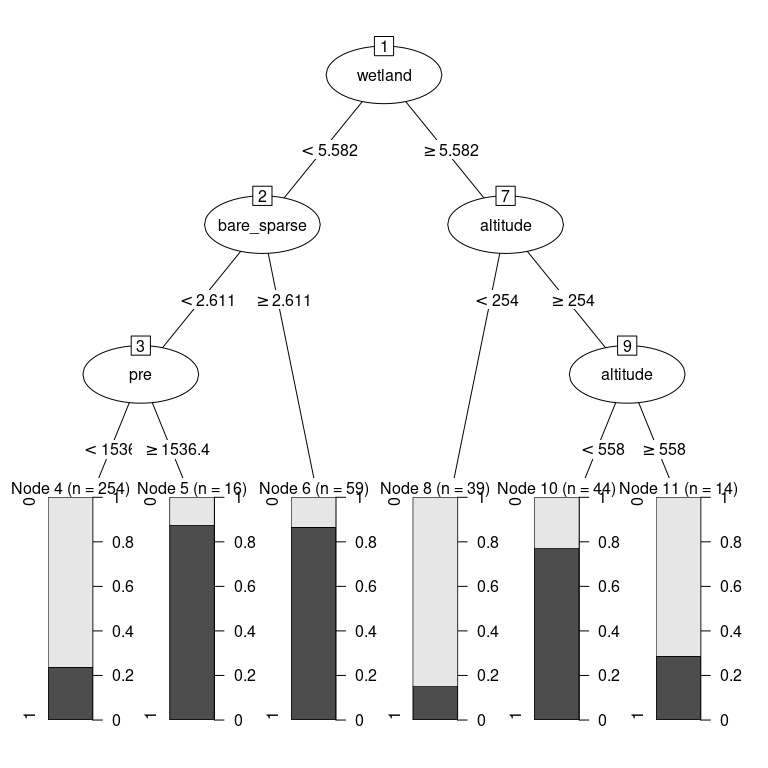 1
wetland
< 5.582
≥ 5.582
2
bare_sparse
7
altitude
< 2.611
≥ 2.611
< 254
≥ 254
3
pre
9
altitude
< 1536
≥ 1536.4
< 558
≥ 558
Node 4 (n = 254)
Node 5 (n = 16)
Node 6 (n = 59)
Node 8 (n = 39)
Node 10 (n = 44)
Node 11 (n = 14)
0 1 0 1 0 1 0 1 0 1 0 1
0.8 0.8 0.8 0.8 0.8 0.8
0.6 0.6 0.6 0.6 0.6 0.6
0.4 0.4 0.4 0.4 0.4 0.4
0.2 0.2 0.2 0.2 0.2 0.2
1 0 1 0 1 0 1 0 1 0 1 0